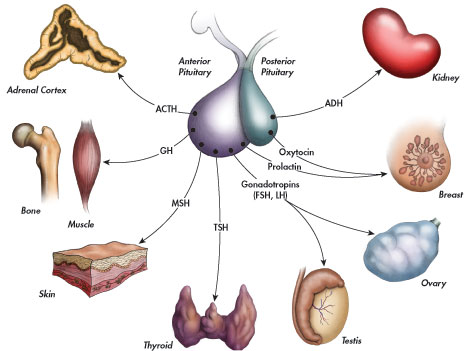 Anterior
Pituitary
Posterior
Pituitary
Kidney
Adrenal Cortex
ACTH
ADH
GH
Oxytocin
Prolactin
Gonadotropins
(FSH, LH)
Breast
Bone
Muscle
MSH
TSH
Skin
Ovary
Thyroid
Testis